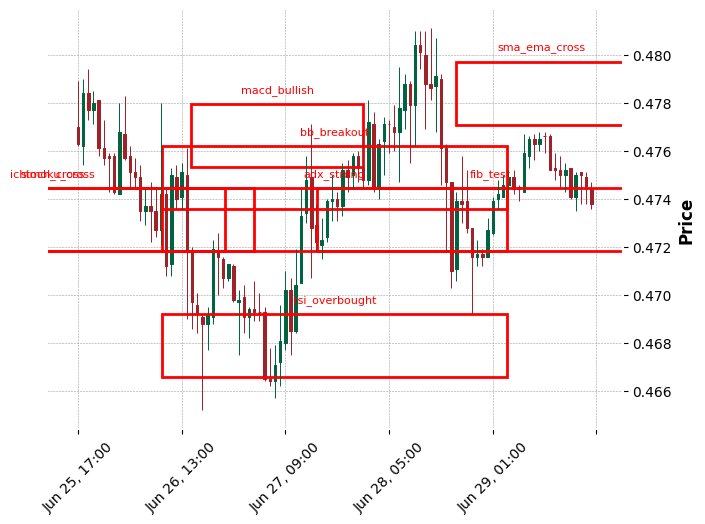 sma_ema_cross
0.480
macd_bullish
0.478
bb_breakout
0.476
adx_strong
fib_test
0.474
Price
0.472
0.470
rsi_overbought
0.468
0.466
Jun 25, 17:00
Jun 26, 13:00
Jun 27, 09:00
Jun 28, 05:00
Jun 29, 01:00